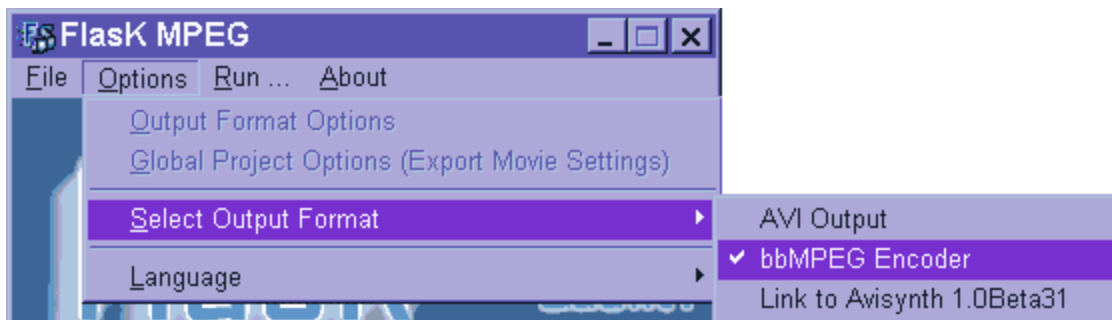 FlasK MPEG
File Options Run ... About
Output Format Options
Global Project Options (Export Movie Settings)
Select Output Format
AVI Output
bbMPEG Encoder
Language
Link to Avisynth 1.0Beta31